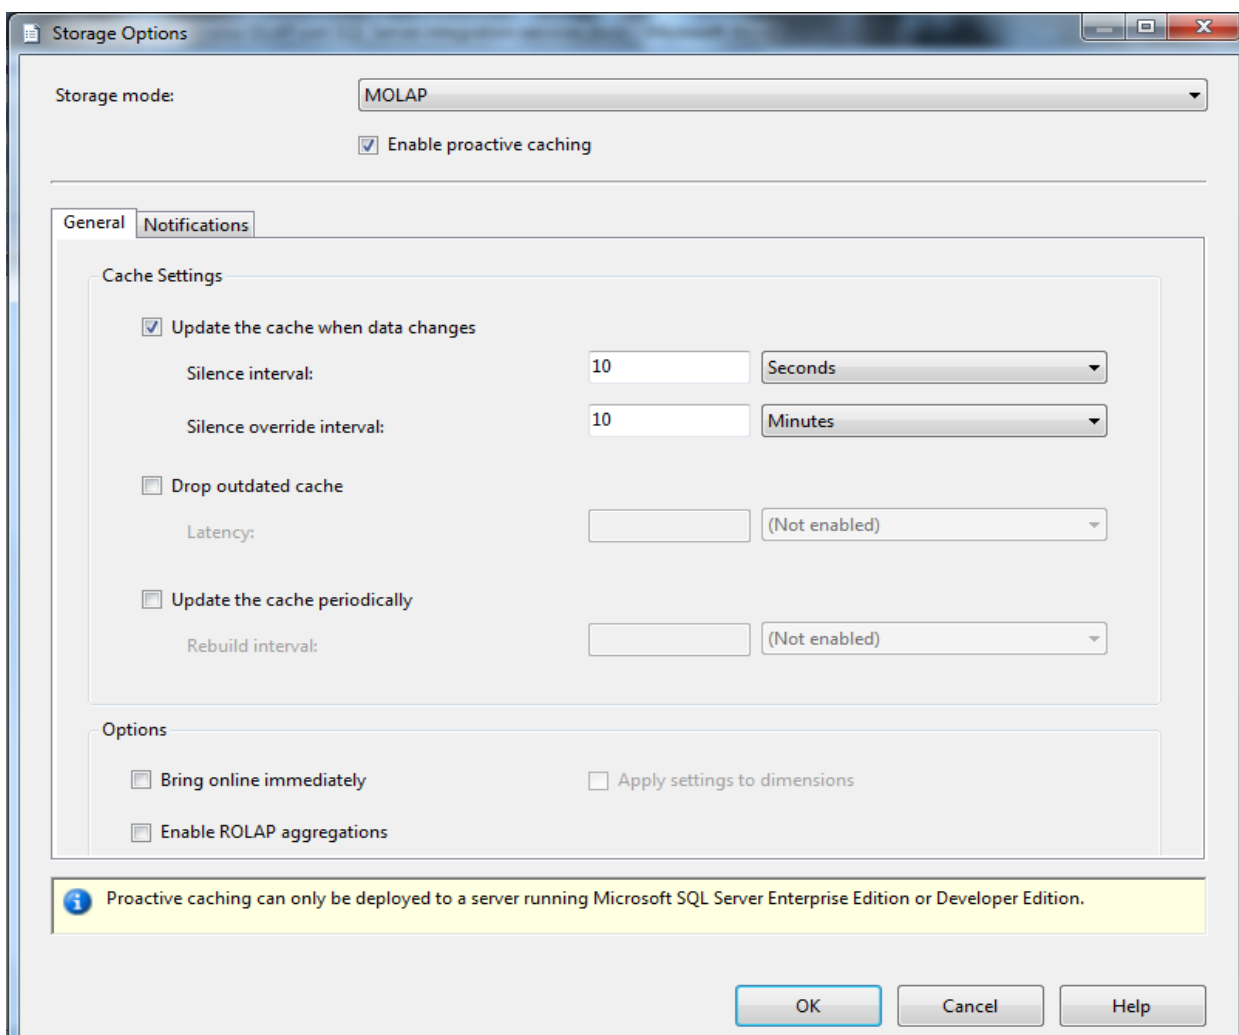 Storage Options
Storage mode: MOLAP
Enable proactive caching
General Notifications
Cache Settings
Update the cache when data changes
Silence interval: 10 Seconds
Silence override interval: 10 Minutes
Drop outdated cache
Latency: (Not enabled)
Update the cache periodically
Rebuild interval: (Not enabled)
Options
Bring online immediately Apply settings to dimensions
Enable ROLAP aggregations
Proactive caching can only be deployed to a server running Microsoft SQL Server Enterprise Edition or Developer Edition.
OK Cancel Help